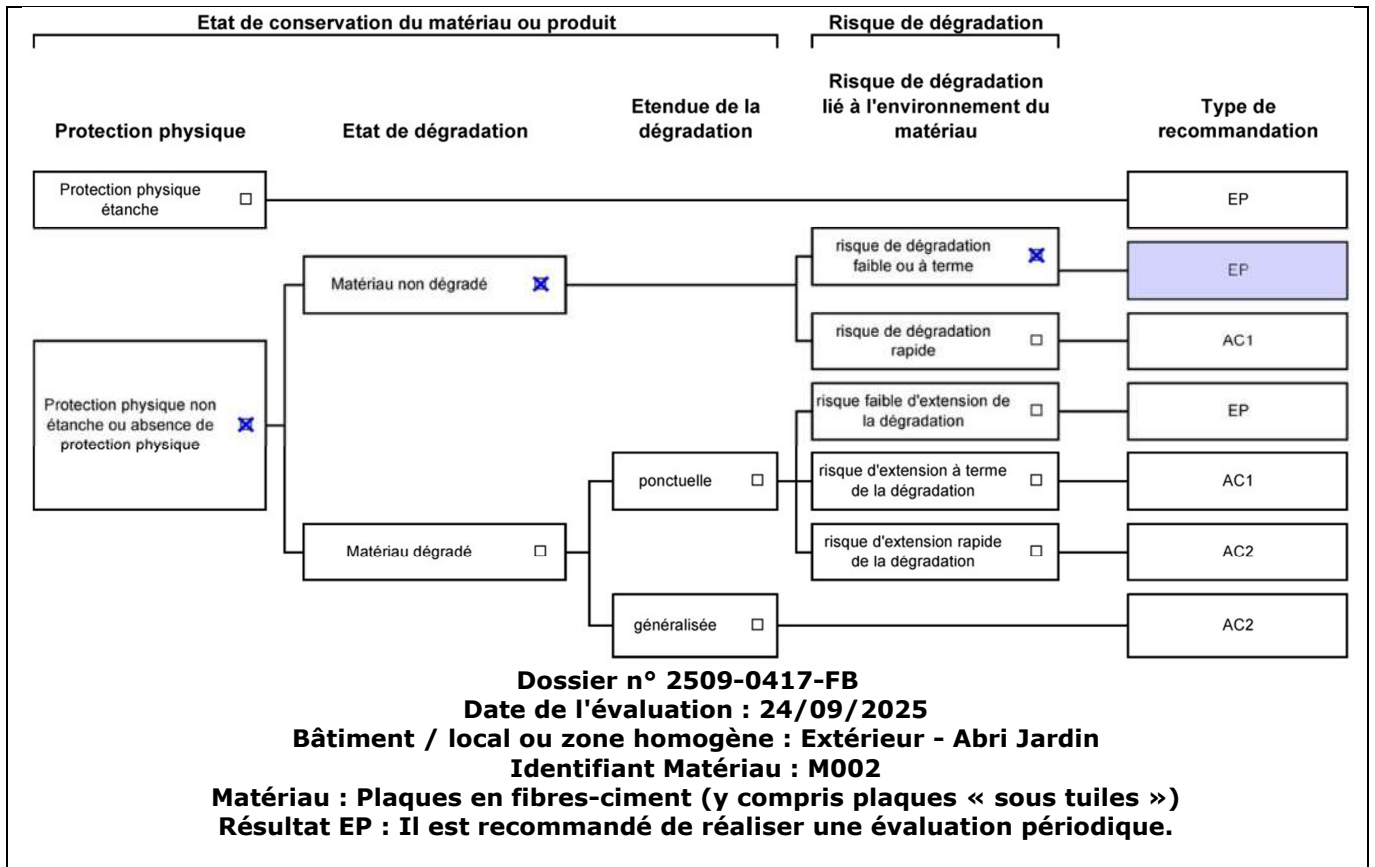 Etat de conservation du matériau ou produit
Risque de dégradation
Protection physique
Etat de dégradation
Etendue de la
dégradation
Risque de dégradation
lié à l'environnement du
matériau
Type de
recommandation
Protection physique
étanche
EP
Protection physique non
étanche ou absence de
protection physique
Matériau non dégradé
risque de dégradation
faible ou à terme
EP
risque de dégradation
rapide
AC1
Matériau dégradé
ponctuelle
risque faible d'extension de
la dégradation
EP
risque d'extension à terme
de la dégradation
AC1
risque d'extension rapide
de la dégradation
AC2
généralisée
AC2
Dossier n° 2509-0417-FB
Date de l'évaluation : 24/09/2025
Bâtiment / local ou zone homogène : Extérieur - Abri Jardin
Identifiant Matériau : M002
Matériau : Plaques en fibres-ciment (y compris plaques « sous tuiles »)
Résultat EP : Il est recommandé de réaliser une évaluation périodique.